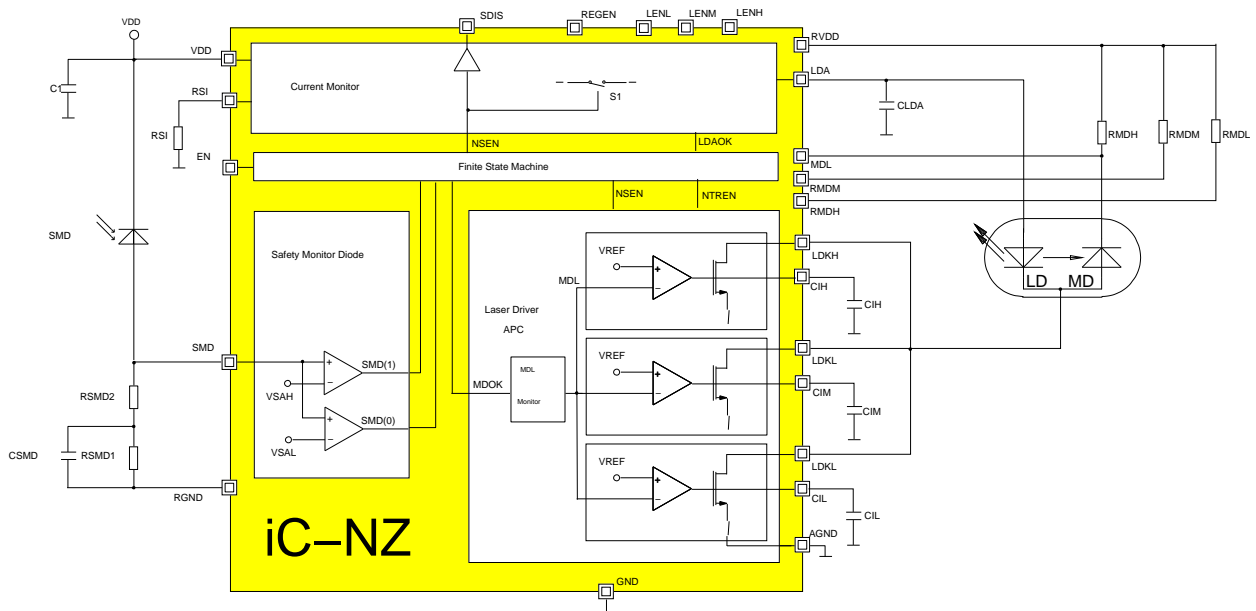 VDD
SDIS
REGEN
LENL
LENM
LENH
VDD
RVDD
LDA
C1
Current Monitor
RSI
S1
CLDA
RSI
NSEN
LDAOK
RMDH
RMDM
RMDL
EN
Finite State Machine
MDL
RMDM
RMDH
NSEN
NTREN
SMD
Safety Monitor Diode
VREF
MDL
LDKH
CIH
CIH
LD
MD
Laser Driver
APC
SMD
SMD(1)
VSAH
MDOK
MDL
Monitor
VREF
LDKL
CIM
CIM
RSMD2
SMD(0)
VSAL
CSMD
RSMD1
RGND
VREF
LDKL
CIL
CIL
AGND
iC–NZ
GND